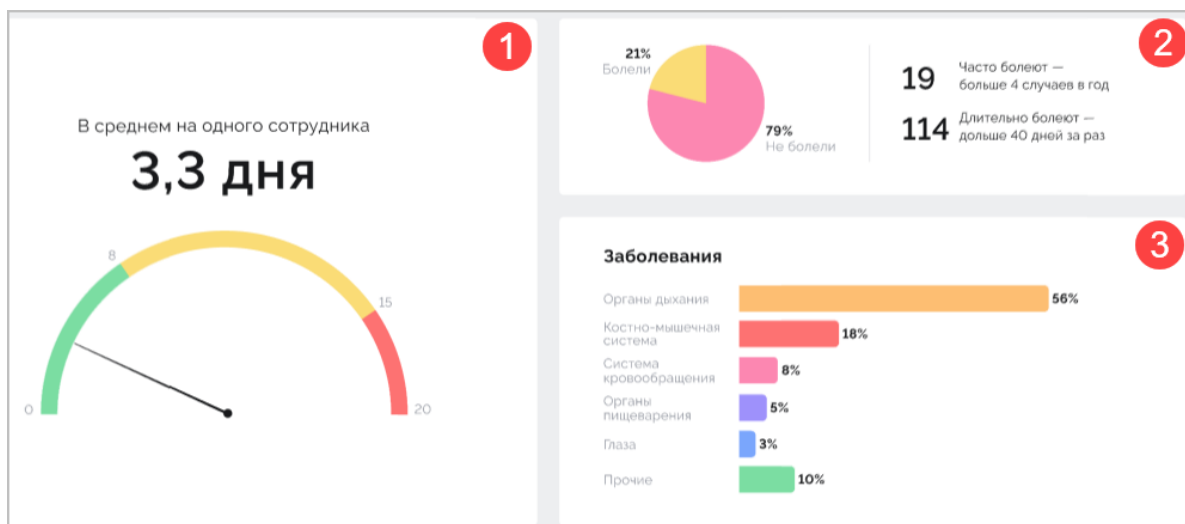 1
В среднем на одного сотрудника
3,3 дня
8
15
0
20
2
21%
Болели
79%
Не болели
19
Часто болеют —
больше 4 случаев в год
114
Длительно болеют —
дольше 40 дней за раз
3
Заболевания
Органы дыхания
56%
Костно-мышечная
система
18%
Система
кровообращения
8%
Органы
пищеварения
5%
Глаза
3%
Прочие
10%